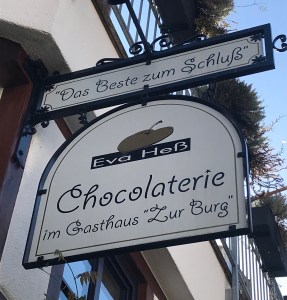 "Das Beste zum Schluß"
Eva Heß
Chocolaterie
im Gasthaus "Zur Burg"